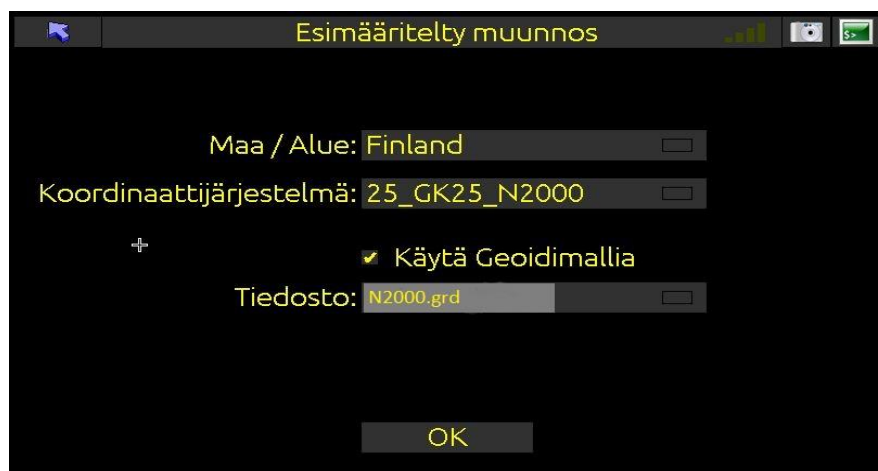 Esimääritelty muunnos
$>
Maa / Alue: Finland
Koordinaattijärjestelmä: 25_GK25_N2000
Käytä Geoidimallia
Tiedosto: N2000.grd
OK